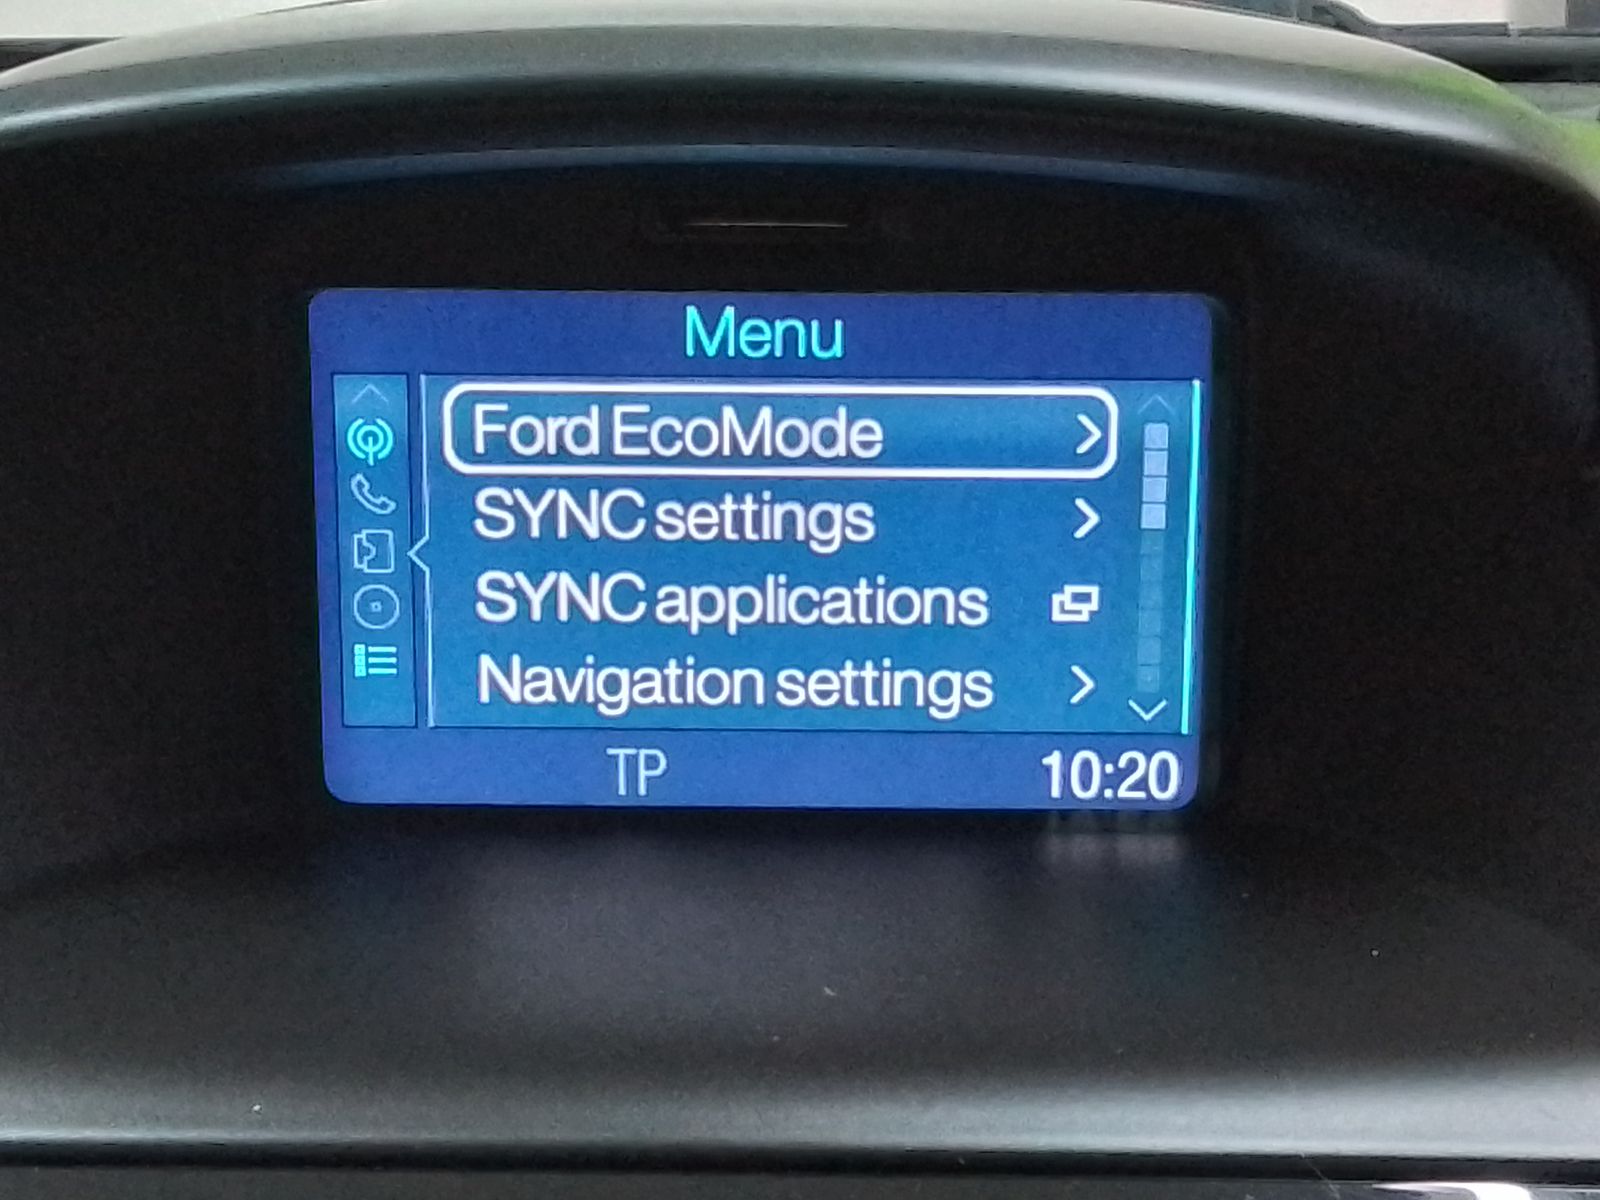 Menu
Ford EcoMode
SYNC settings
SYNC applications
Navigation settings
TP
10:20